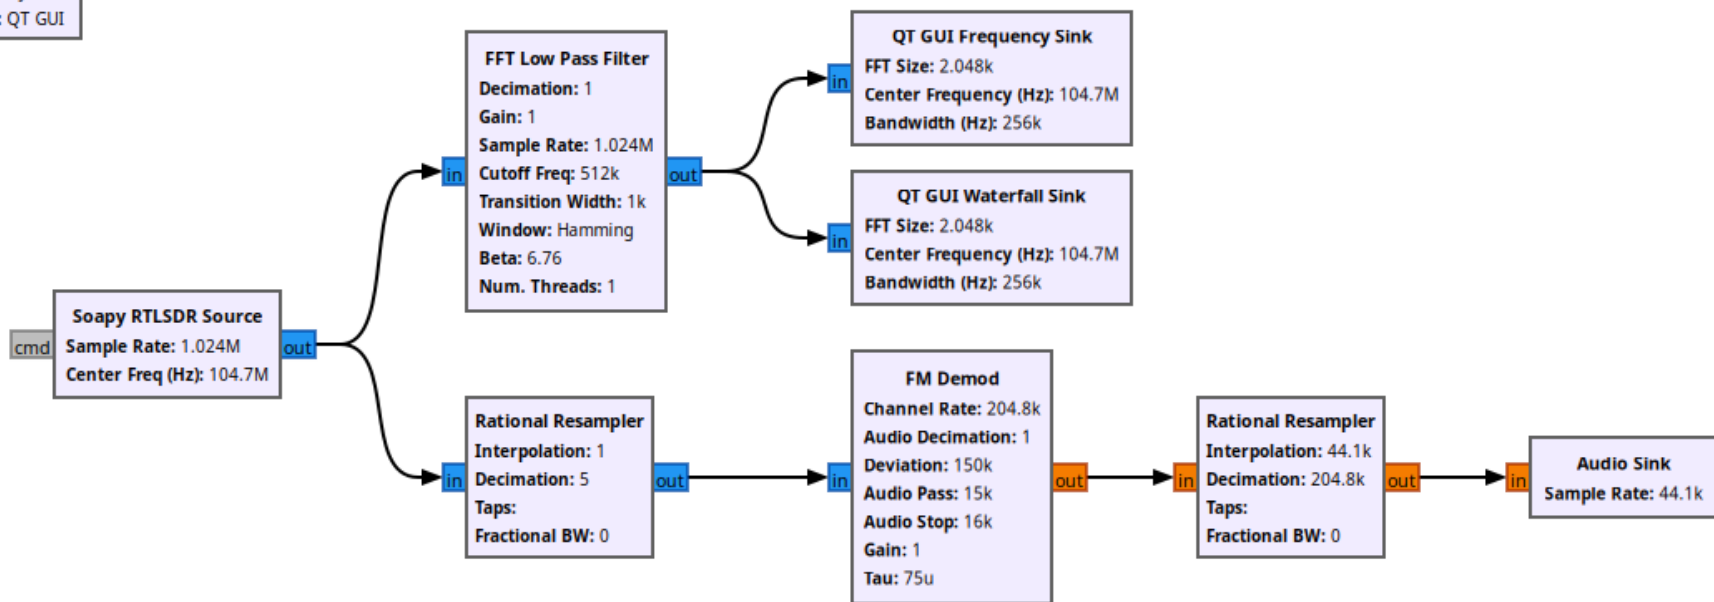 : QT GUI
FFT Low Pass Filter
Decimation: 1
Gain: 1
Sample Rate: 1.024M
Cutoff Freq: 512k
Transition Width: 1k
Window: Hamming
Beta: 6.76
Num. Threads: 1
in
out
QT GUI Frequency Sink
FFT Size: 2.048k
Center Frequency (Hz): 104.7M
Bandwidth (Hz): 256k
in
QT GUI Waterfall Sink
FFT Size: 2.048k
Center Frequency (Hz): 104.7M
Bandwidth (Hz): 256k
in
Soapy RTLSDR Source
Sample Rate: 1.024M
Center Freq (Hz): 104.7M
cmd
out
Rational Resampler
Interpolation: 1
Decimation: 5
Taps:
Fractional BW: 0
in
out
FM Demod
Channel Rate: 204.8k
Audio Decimation: 1
Deviation: 150k
Audio Pass: 15k
Audio Stop: 16k
Gain: 1
Tau: 75u
in
out
Rational Resampler
Interpolation: 44.1k
Decimation: 204.8k
Taps:
Fractional BW: 0
in
out
Audio Sink
Sample Rate: 44.1k
in